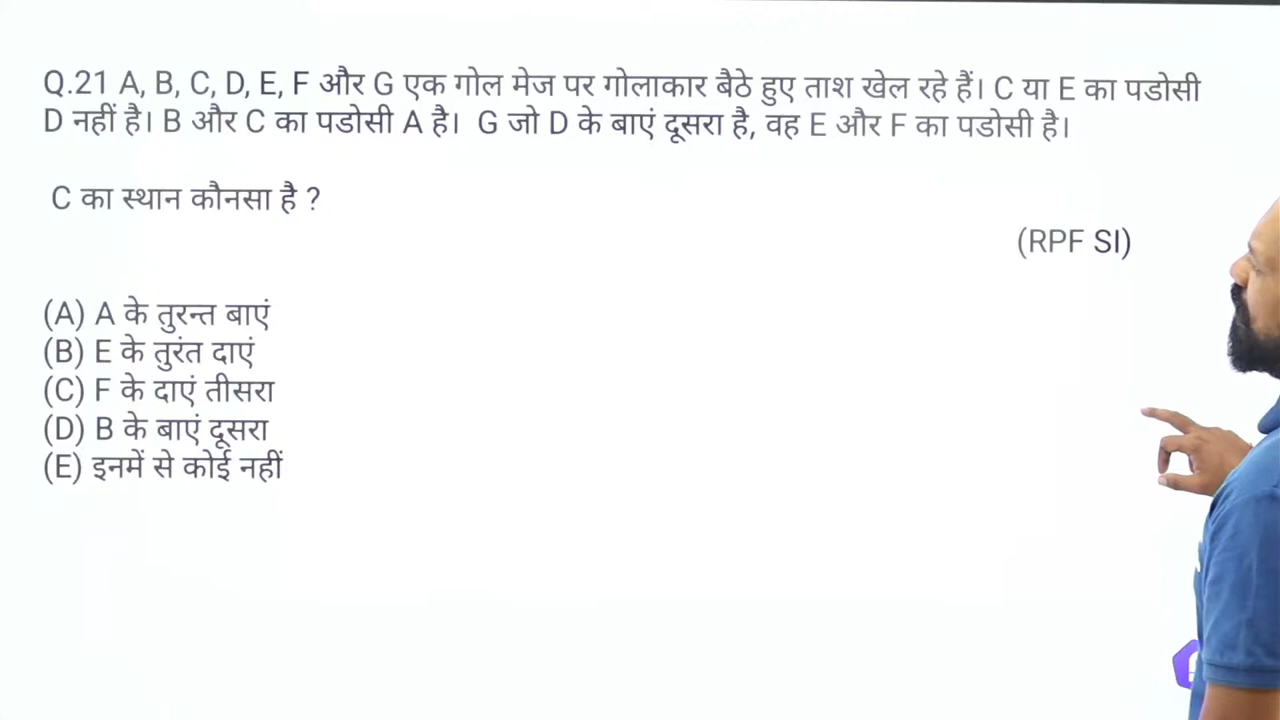 Q.21 A, B, C, D, E, F और G एक गोल मेज पर गोलाकार बैठे हुए ताश खेल रहे हैं। C या E का पडोसी
D नहीं है। B और C का पडोसी A है। G जो D के बाएं दूसरा है, वह E और F का पडोसी है।
C का स्थान कौनसा है ?
(RPF SI)
(A) A के तुरन्त बाएं
(B) E के तुरंत दाएं
(C) F के दाएं तीसरा
(D) B के बाएं दूसरा
(E) इनमें से कोई नहीं